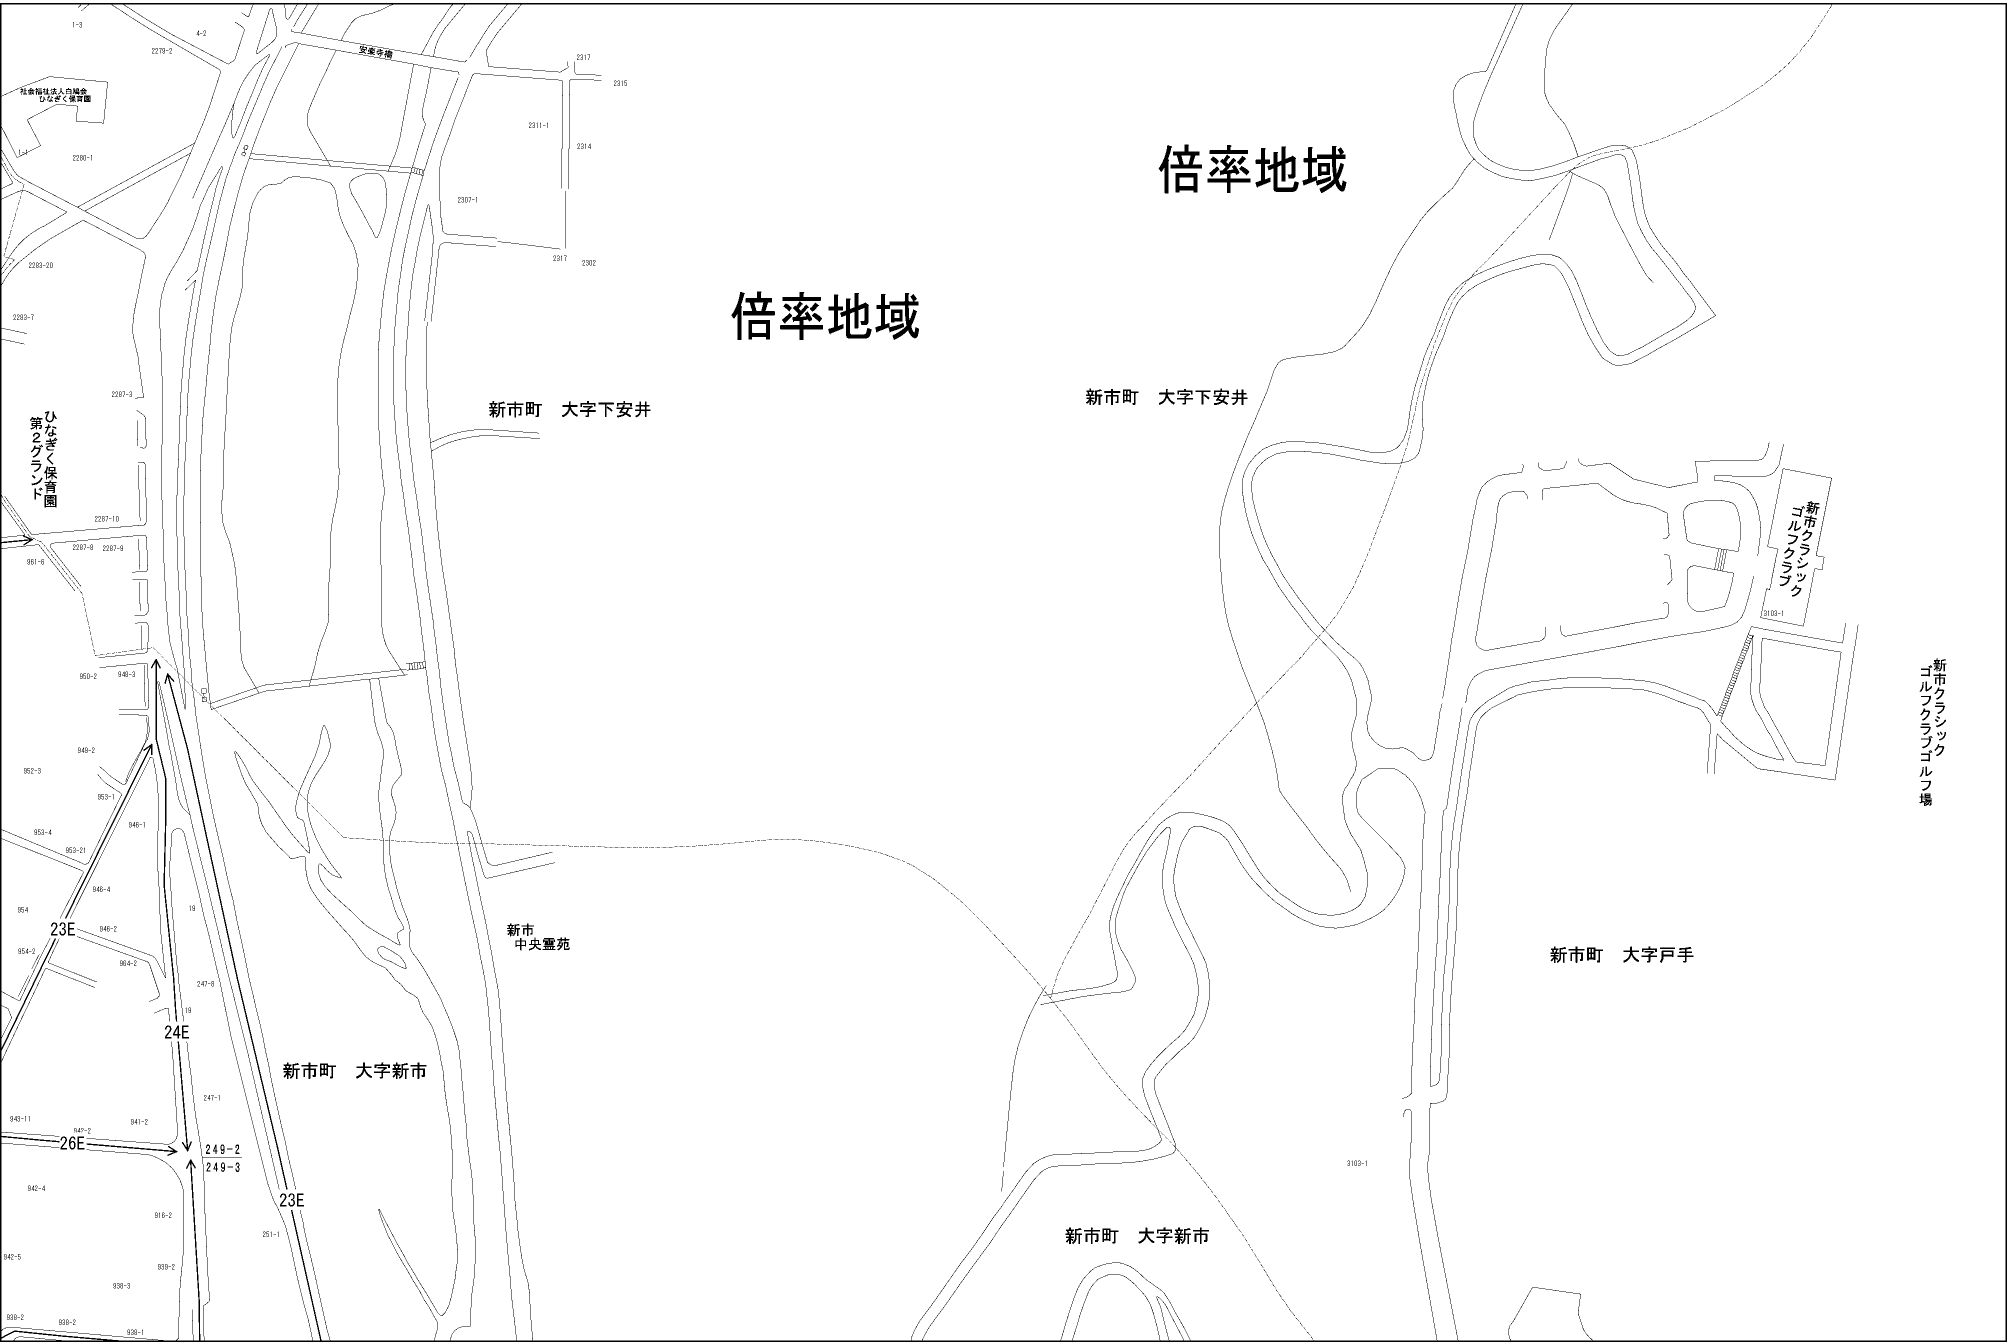 1-3
4-2
2279-2
安楽寺橋
2317
2315
社会福祉法人白鳩会
ひなぎく保育園
2311-1
2314
1-1
2280-1
倍率地域
2307-1
2317
2302
2283-20
倍率地域
2283-7
2287-3
新市町 大字下安井
新市町 大字下安井
ひなぎく保育園
第2グランド
2287-10
2287-8
2287-9
961-6
新市クラシック
ゴルフクラブ
3103-1
950-2
948-3
新市クラシック
ゴルフクラブゴルフ場
949-2
952-3
953-1
946-1
953-4
953-21
946-4
954
19
23E
946-2
新市
中央霊苑
954-2
964-2
新市町 大字戸手
247-8
19
24E
新市町 大字新市
247-1
943-11
942-2
941-2
26E
249-2
249-3
3103-1
942-4
23E
916-2
251-1
新市町 大字新市
942-5
939-2
938-3
938-2
938-2
938-1